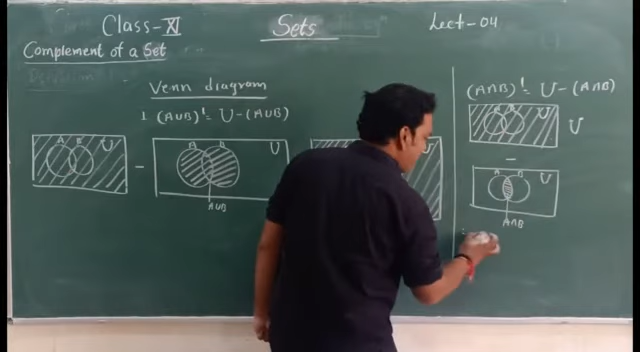 Class-XI
Sets
Lect-04
Complement of a Set
Venn diagram
1 (A∪B)' = U - (A∪B)
A B U
-
A B U
A∪B
U
(A∩B)' = U - (A∩B)
A B U
U
-
A B U
A∩B